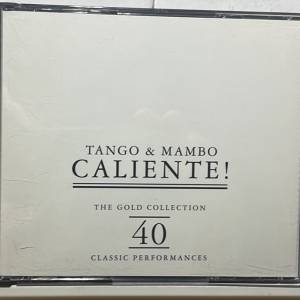 TANGO & MAMBO
CALIENTE!
THE GOLD COLLECTION
40
CLASSIC PERFORMANCES